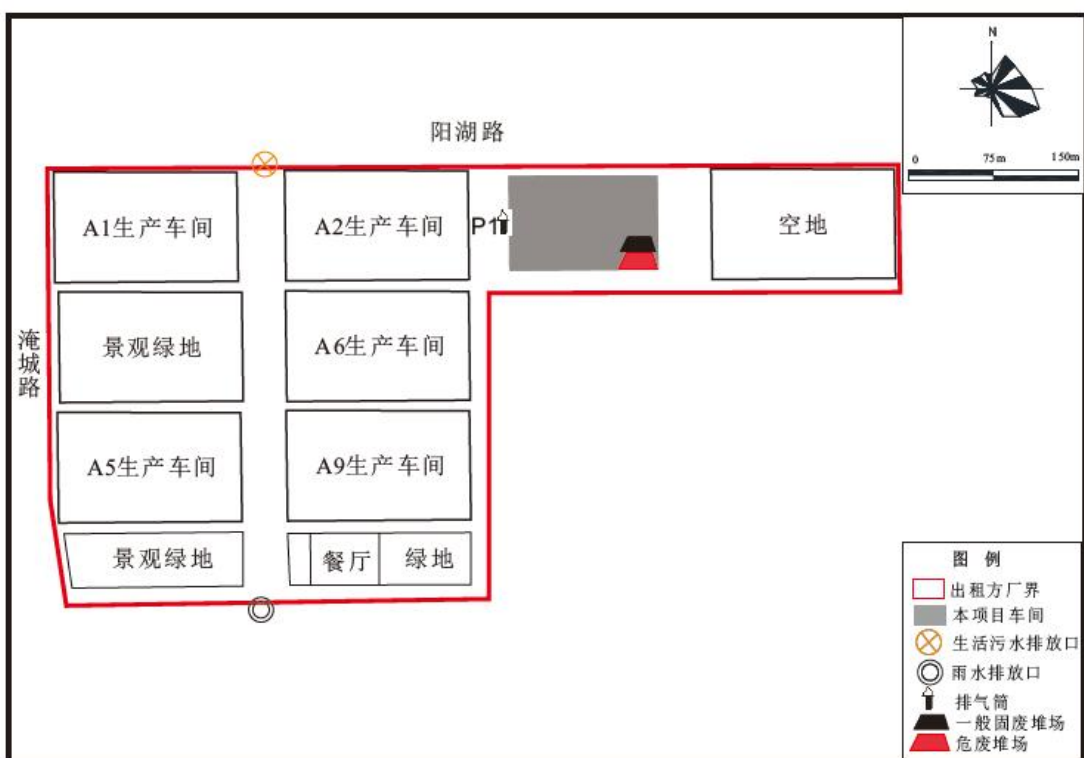 N
0 75m 150m
阳湖路
A1生产车间
A2生产车间
P1
空地
淹城路
景观绿地
A6生产车间
A5生产车间
A9生产车间
景观绿地
餐厅
绿地
图 例
出租方厂界
本项目车间
生活污水排放口
雨水排放口
排气筒
一般固废堆场
危废堆场